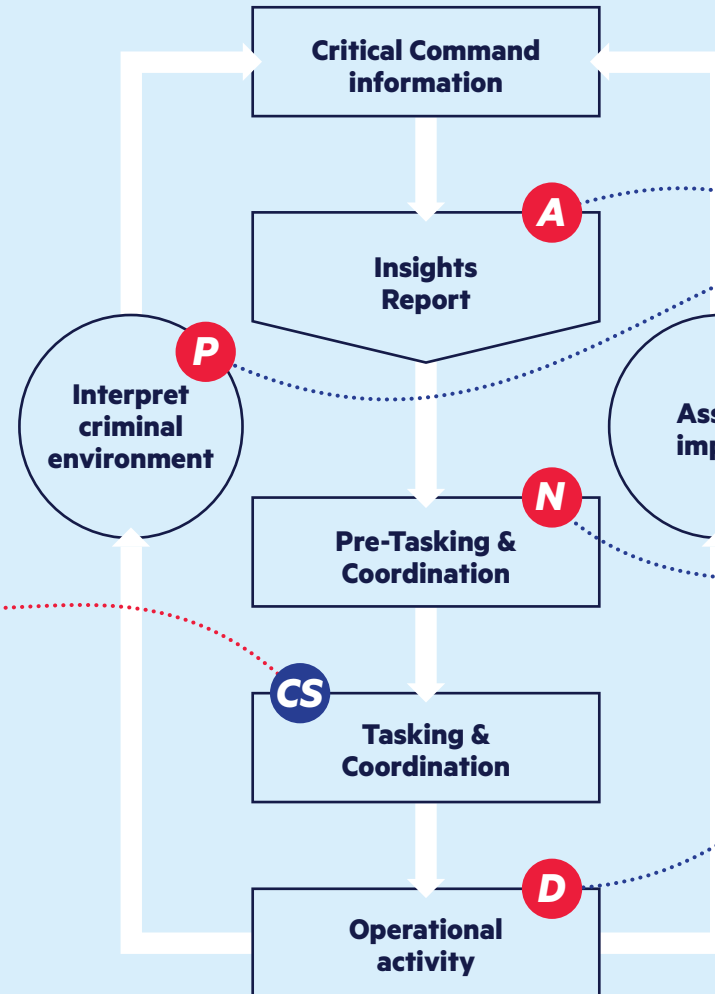 Critical Command
information
A
Insights
Report
P
Interpret
criminal
environment
N
Pre-Tasking &
Coordination
CS
Tasking &
Coordination
D
Operational
activity